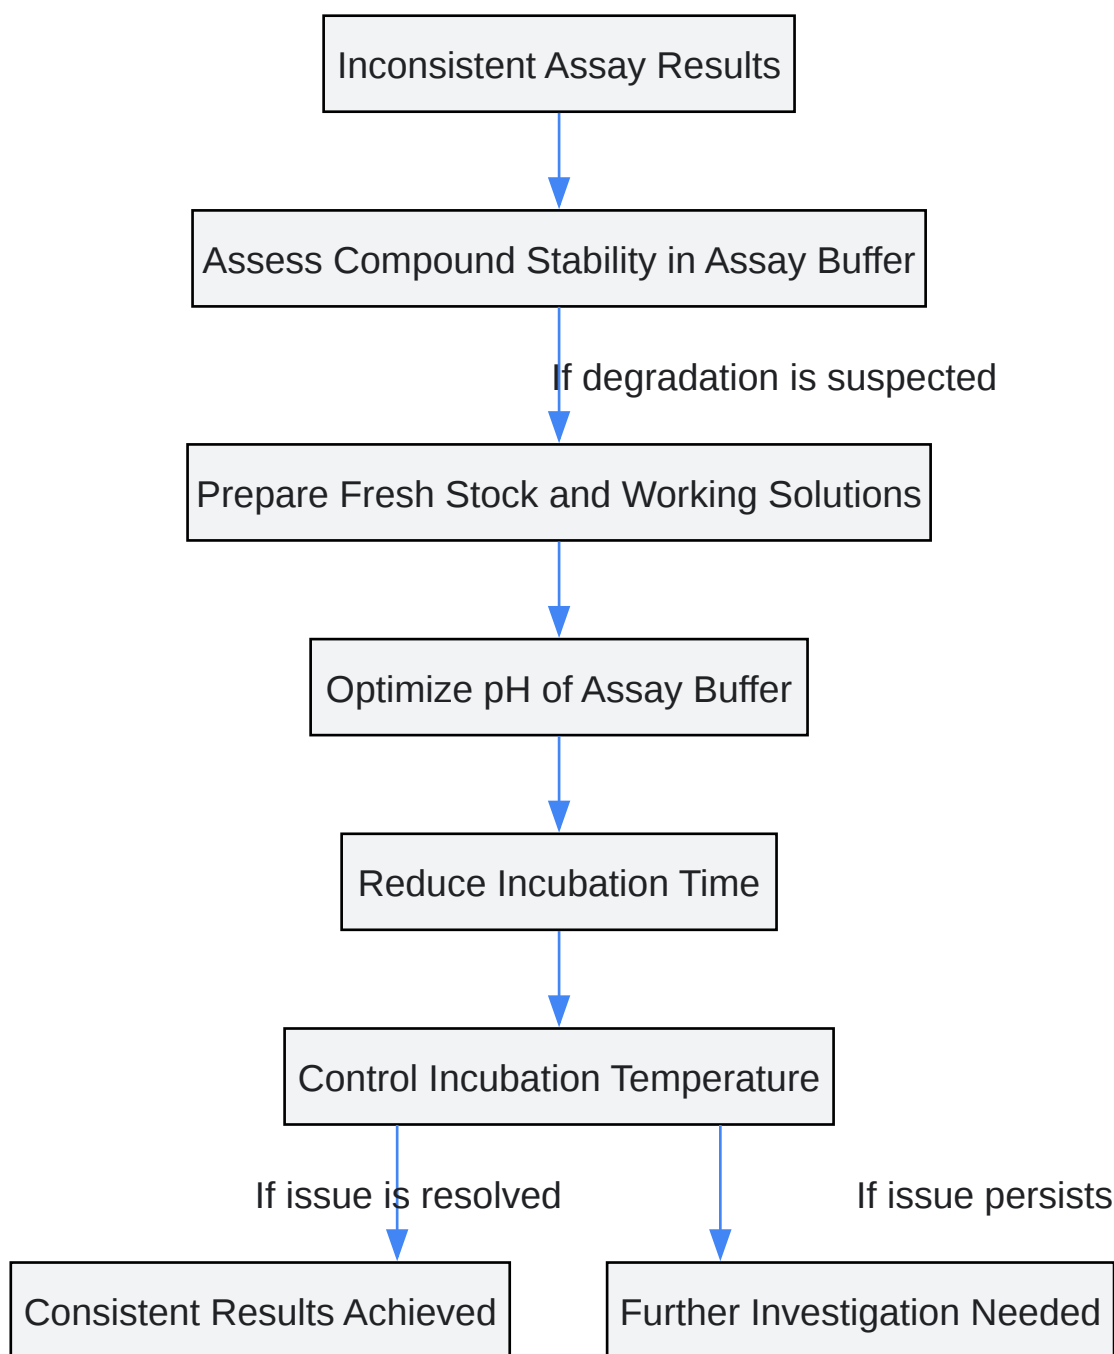 Inconsistent Assay Results
Assess Compound Stability in Assay Buffer
If degradation is suspected
Prepare Fresh Stock and Working Solutions
Optimize pH of Assay Buffer
Reduce Incubation Time
Control Incubation Temperature
If issue is resolved
If issue persists
Consistent Results Achieved
Further Investigation Needed